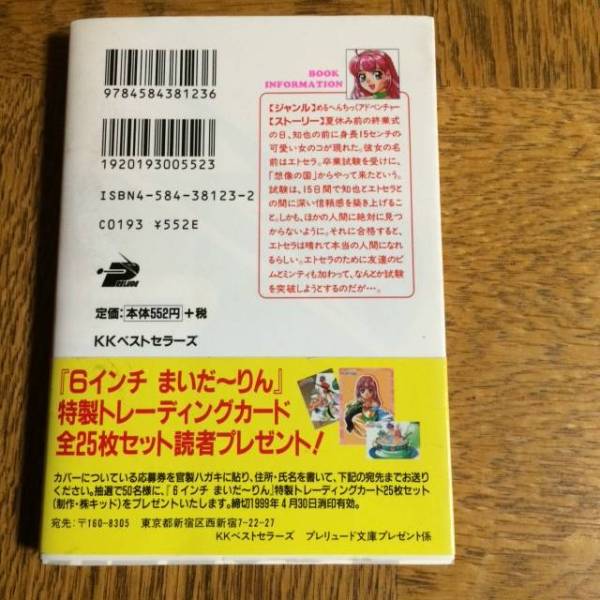 9784584381236
1920193005523
ISBN4-584-38123-2
C0193 ¥552E
PRELUDE
定価:本体552円+税
KKベストセラーズ
BOOK
INFORMATION
【ジャンル】めるへんちっくアドベンチャー
【ストーリー】夏休み前の終業式
の日、知也の前に身長15センチの
可愛い女のコが現れた。彼女の名
前はエトセラ。卒業試験を受けに、
「想像の国」からやって来たという。
試験は、15日間で知也とエトセラと
の間に深い信頼感を築き上げるこ
と。しかも、ほかの人間に絶対に見つ
からないように。それに合格すると、
エトセラは晴れて本当の人間になれ
るらしい。エトセラのために友達のピ
ムとミンティも加わって、なんとか試験
を突破しようとするのだが…。
『6インチ まいだ〜りん』
特製トレーディングカード
全25枚セット読者プレゼント!
カバーについている応募券を官製ハガキに貼り、住所・氏名を書いて、下記の宛先までお送り
ください。抽選で50名様に、『6インチ まいだ〜りん』特製トレーディングカード25枚セット
(制作・㈱キッド)をプレゼントいたします。締切1999年4月30日消印有効。
宛先:〒160-8305 東京都新宿区西新宿7-22-27
KKベストセラーズ プレリュード文庫プレゼント係